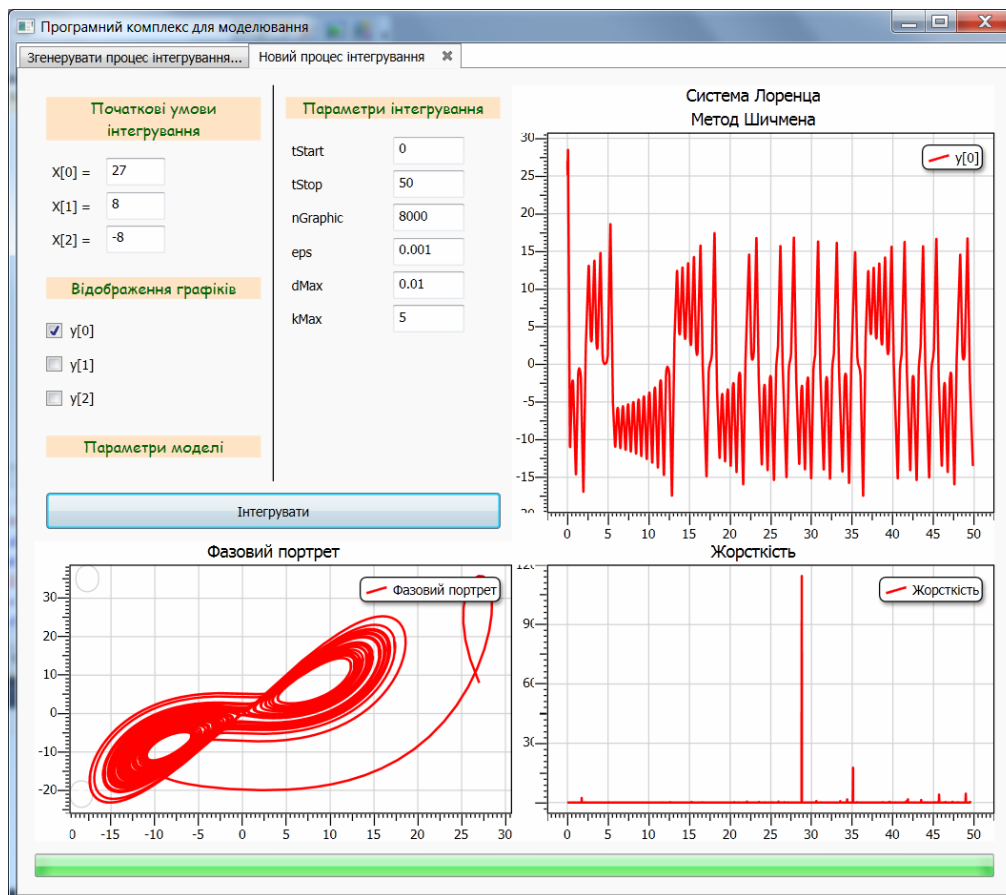 Програмний комплекс для моделювання
Згенерувати процес інтегрування...
Новий процес інтегрування
Початкові умови
інтегрування
X[0] = 27
X[1] = 8
X[2] = -8
Відображення графіків
y[0]
y[1]
y[2]
Параметри моделі
Параметри інтегрування
tStart 0
tStop 50
nGraphic 8000
eps 0.001
dMax 0.01
kMax 5
Інтегрувати
Система Лоренца
Метод Шичмена
y[0]
30
25
20
15
10
5
0
-5
-10
-15
0 5 10 15 20 25 30 35 40 45 50
Фазовий портрет
Фазовий портрет
30
20
10
0
-10
-20
-15 -10 -5 0 5 10 15 20 25 30
Жорсткість
Жорсткість
0 5 10 15 20 25 30 35 40 45 50